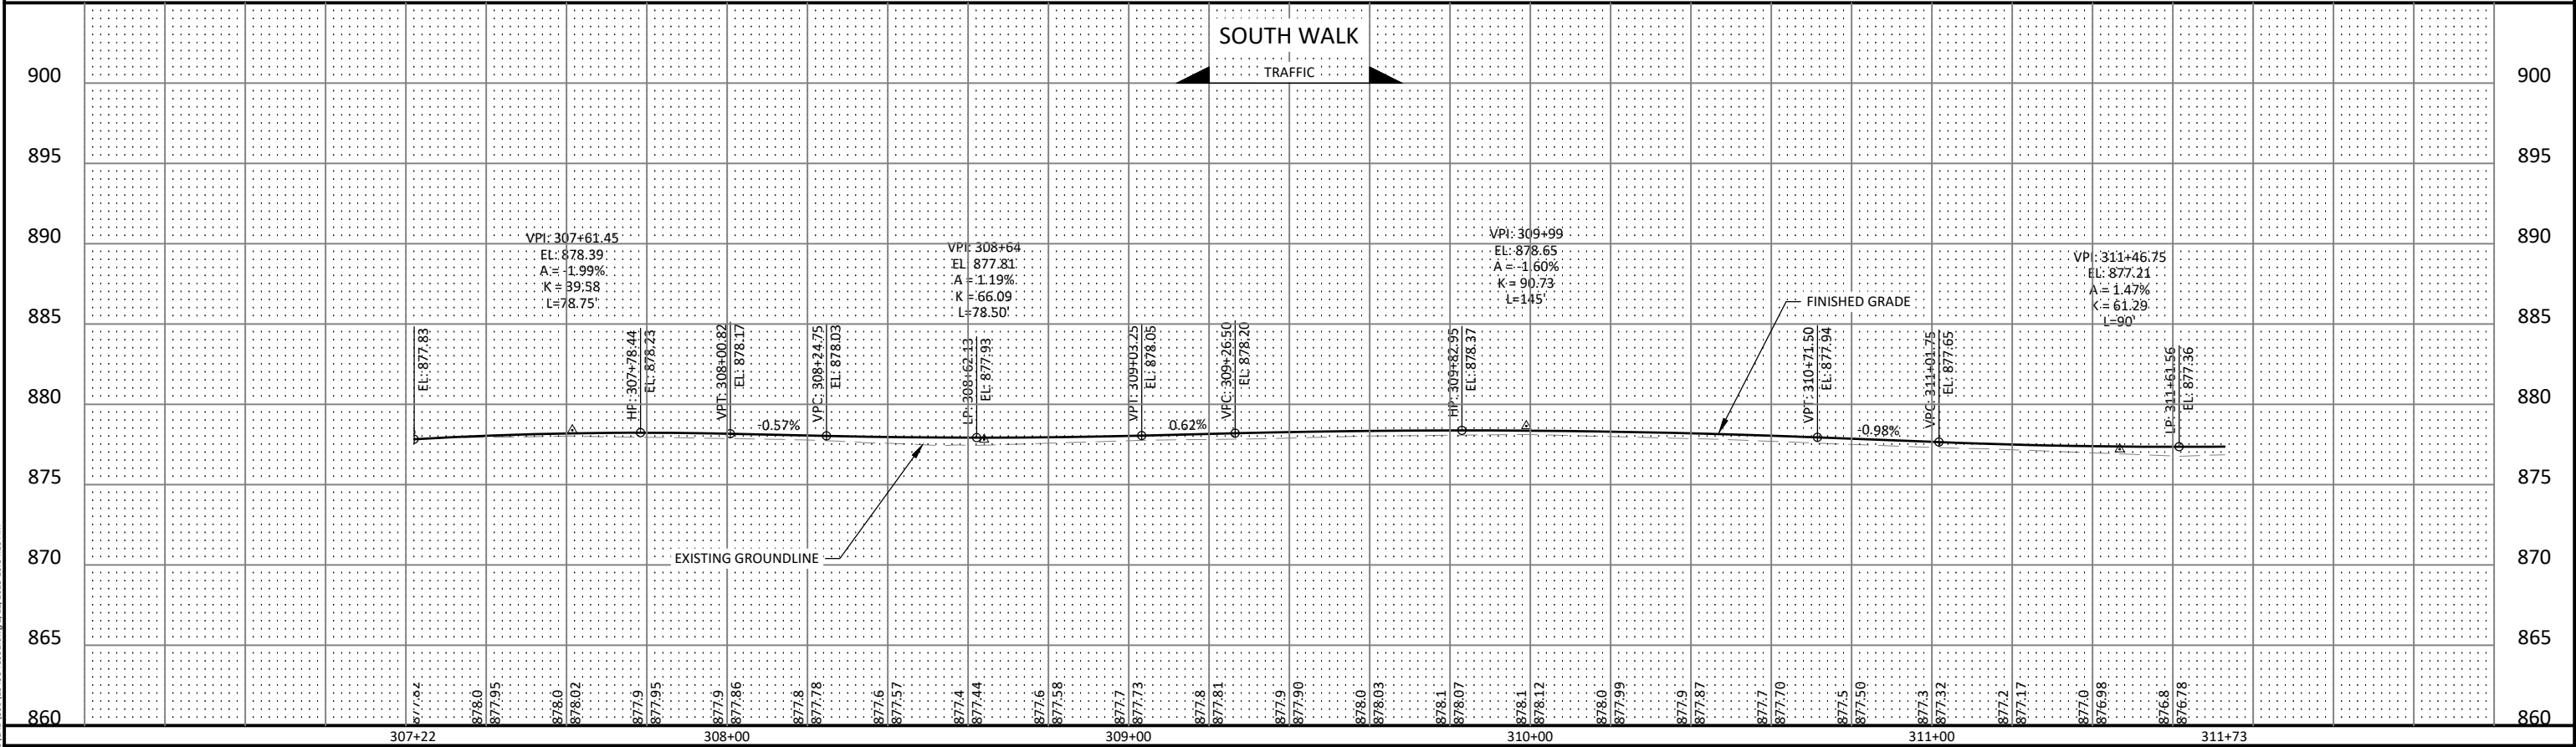 SOUTH WALK
TRAFFIC
900
900
895
895
890
890
885
885
880
880
875
875
870
870
865
865
860
860
VPI: 307+61.45
EL: 878.39
A = -1.99%
K = 39.58
L=78.75'
VPI: 308+64
EL 877.81
A = 1.19%
K = 66.09
L=78.50'
VPI: 309+99
EL: 878.65
A = -1.60%
K = 90.73
L=145'
VPI: 311+46.75
EL: 877.21
A = 1.47%
K = 61.29
L=90'
FINISHED GRADE
EL: 877.83
HP: 307+78.44
EL: 878.23
VPT: 308+00.82
EL: 878.17
VPC: 308+24.75
EL: 878.03
LP: 308+62.13
EL: 877.93
VPT: 309+03.25
EL: 878.05
VPC: 309+26.50
EL: 878.20
HP: 309+82.95
EL: 878.37
VPT: 310+71.50
EL: 877.94
VPC: 311+01.75
EL: 877.65
LP: 311+61.56
EL: 877.36
-0.57%
0.62%
-0.98%
EXISTING GROUNDLINE
877.82
878.0
877.95
878.0
878.02
877.9
877.95
877.9
877.86
877.8
877.78
877.6
877.57
877.4
877.44
877.6
877.58
877.7
877.73
877.8
877.81
877.9
877.90
878.0
878.03
878.1
878.07
878.1
878.12
878.0
877.99
877.9
877.87
877.7
877.70
877.5
877.50
877.3
877.32
877.2
877.17
877.0
876.98
876.8
876.78
307+22
308+00
309+00
310+00
311+00
311+73